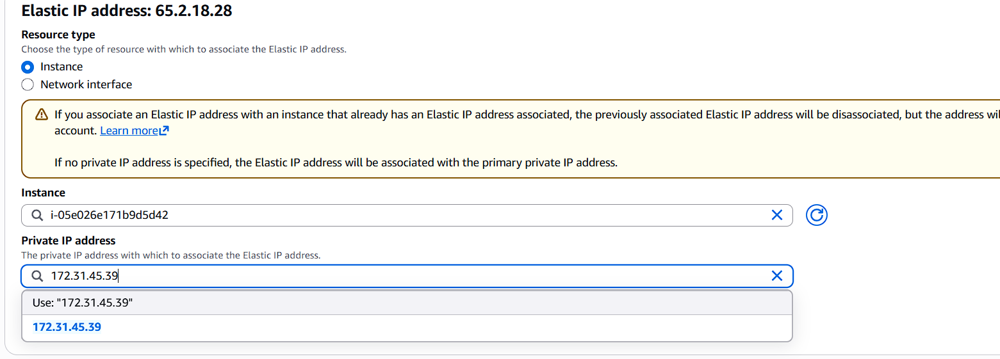 Elastic IP address: 65.2.18.28
Resource type
Choose the type of resource with which to associate the Elastic IP address.
Instance
Network interface
If you associate an Elastic IP address with an instance that already has an Elastic IP address associated, the previously associated Elastic IP address will be disassociated, but the address
account. Learn more
If no private IP address is specified, the Elastic IP address will be associated with the primary private IP address.
Instance
i-05e026e171b9d5d42
Private IP address
The private IP address with which to associate the Elastic IP address.
172.31.45.39
Use: "172.31.45.39"
172.31.45.39